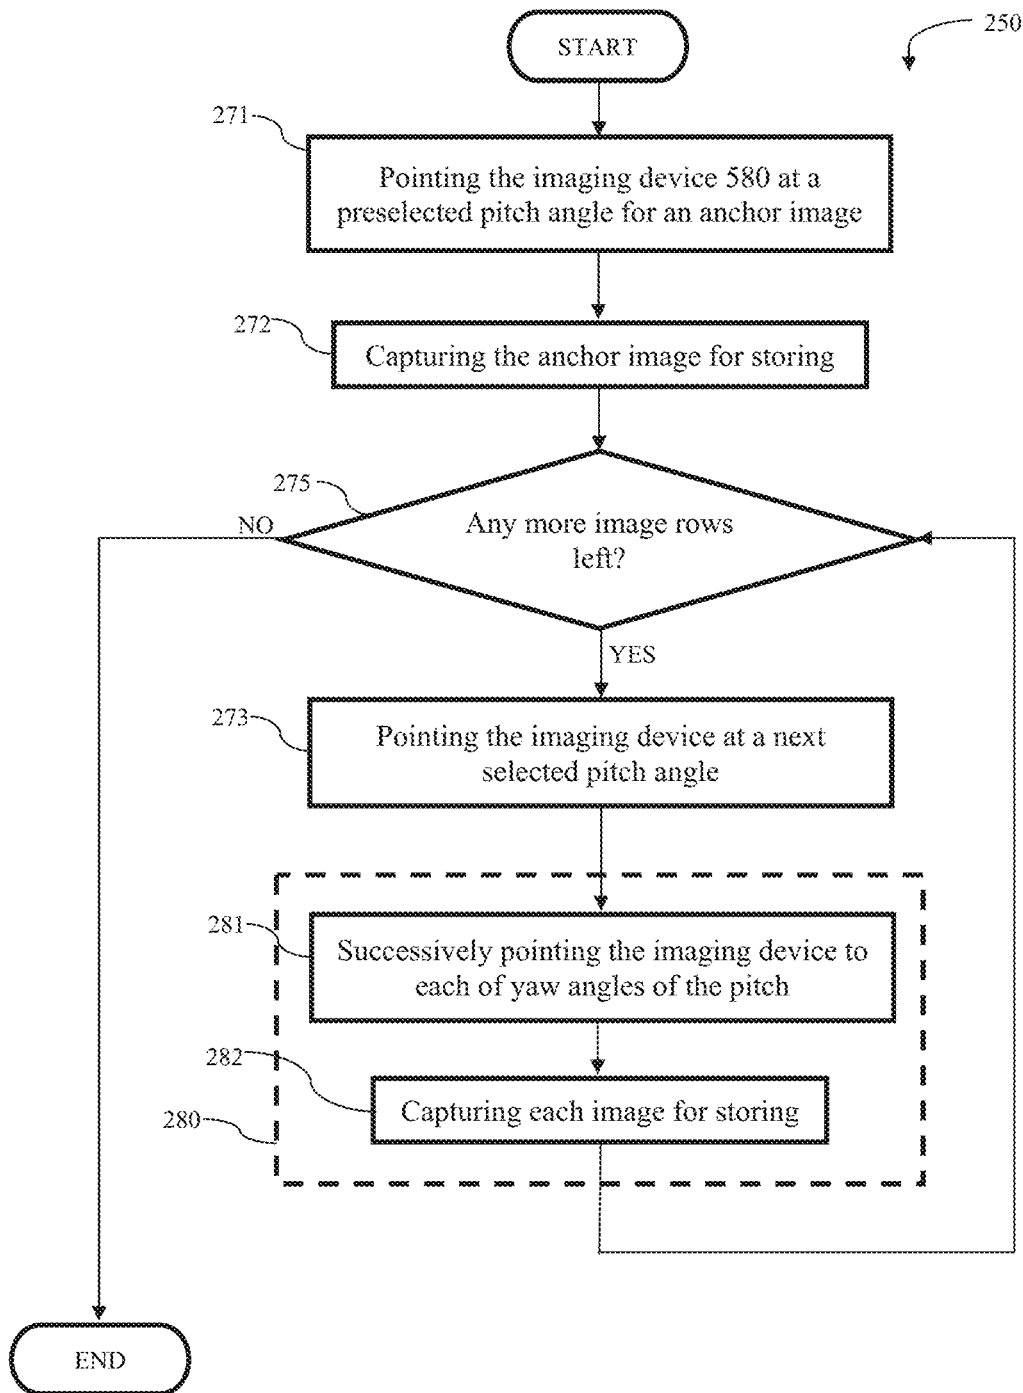 250
START
271
Pointing the imaging device 580 at a
preselected pitch angle for an anchor image
272
Capturing the anchor image for storing
275
Any more image rows
left?
NO
YES
273
Pointing the imaging device at a next
selected pitch angle
281
Successively pointing the imaging device to
each of yaw angles of the pitch
282
Capturing each image for storing
280
END